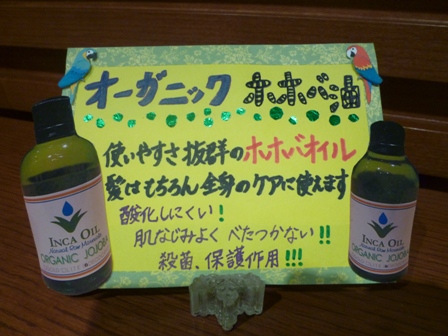 オーガニック ホホバ油
使いやすさ抜群のホホバオイル
髪はもちろん全身のケアに使えます
酸化しにくい!
肌なじみよく べたつかない!!
殺菌、保護作用!!!
INCA OIL
ORGANIC JOJOBA
INCA OIL
ORGANIC JOJOBA